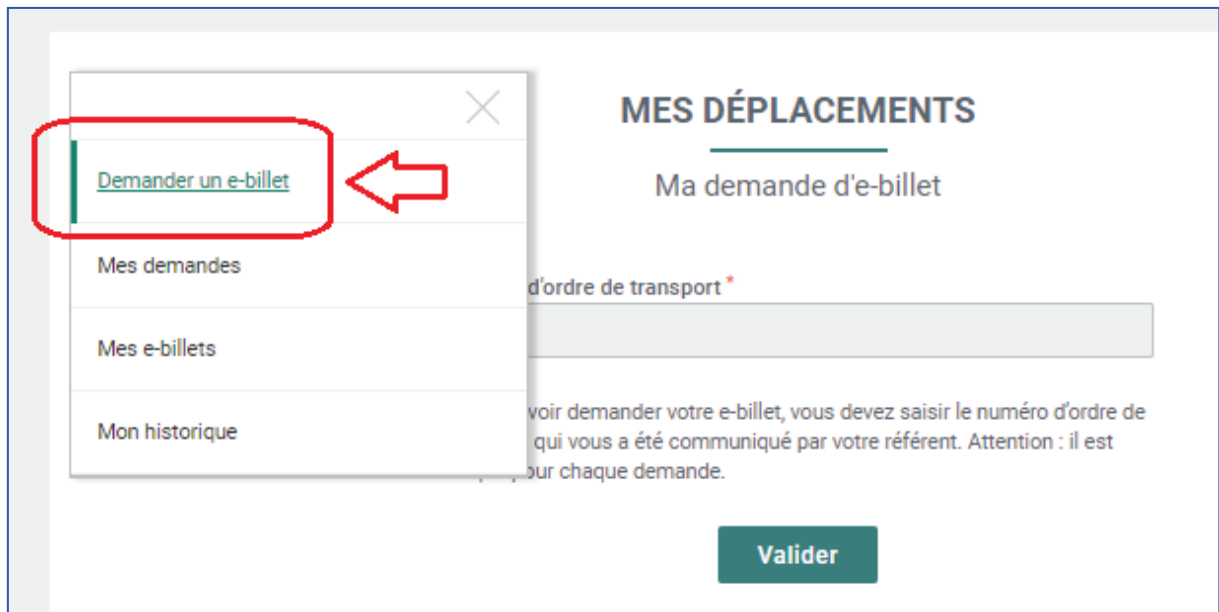 MES DÉPLACEMENTS
Ma demande d'e-billet
Demander un e-billet
Mes demandes
Mes e-billets
Mon historique
d'ordre de transport *
voir demander votre e-billet, vous devez saisir le numéro d'ordre de
qui vous a été communiqué par votre référent. Attention : il est
pour chaque demande.
Valider